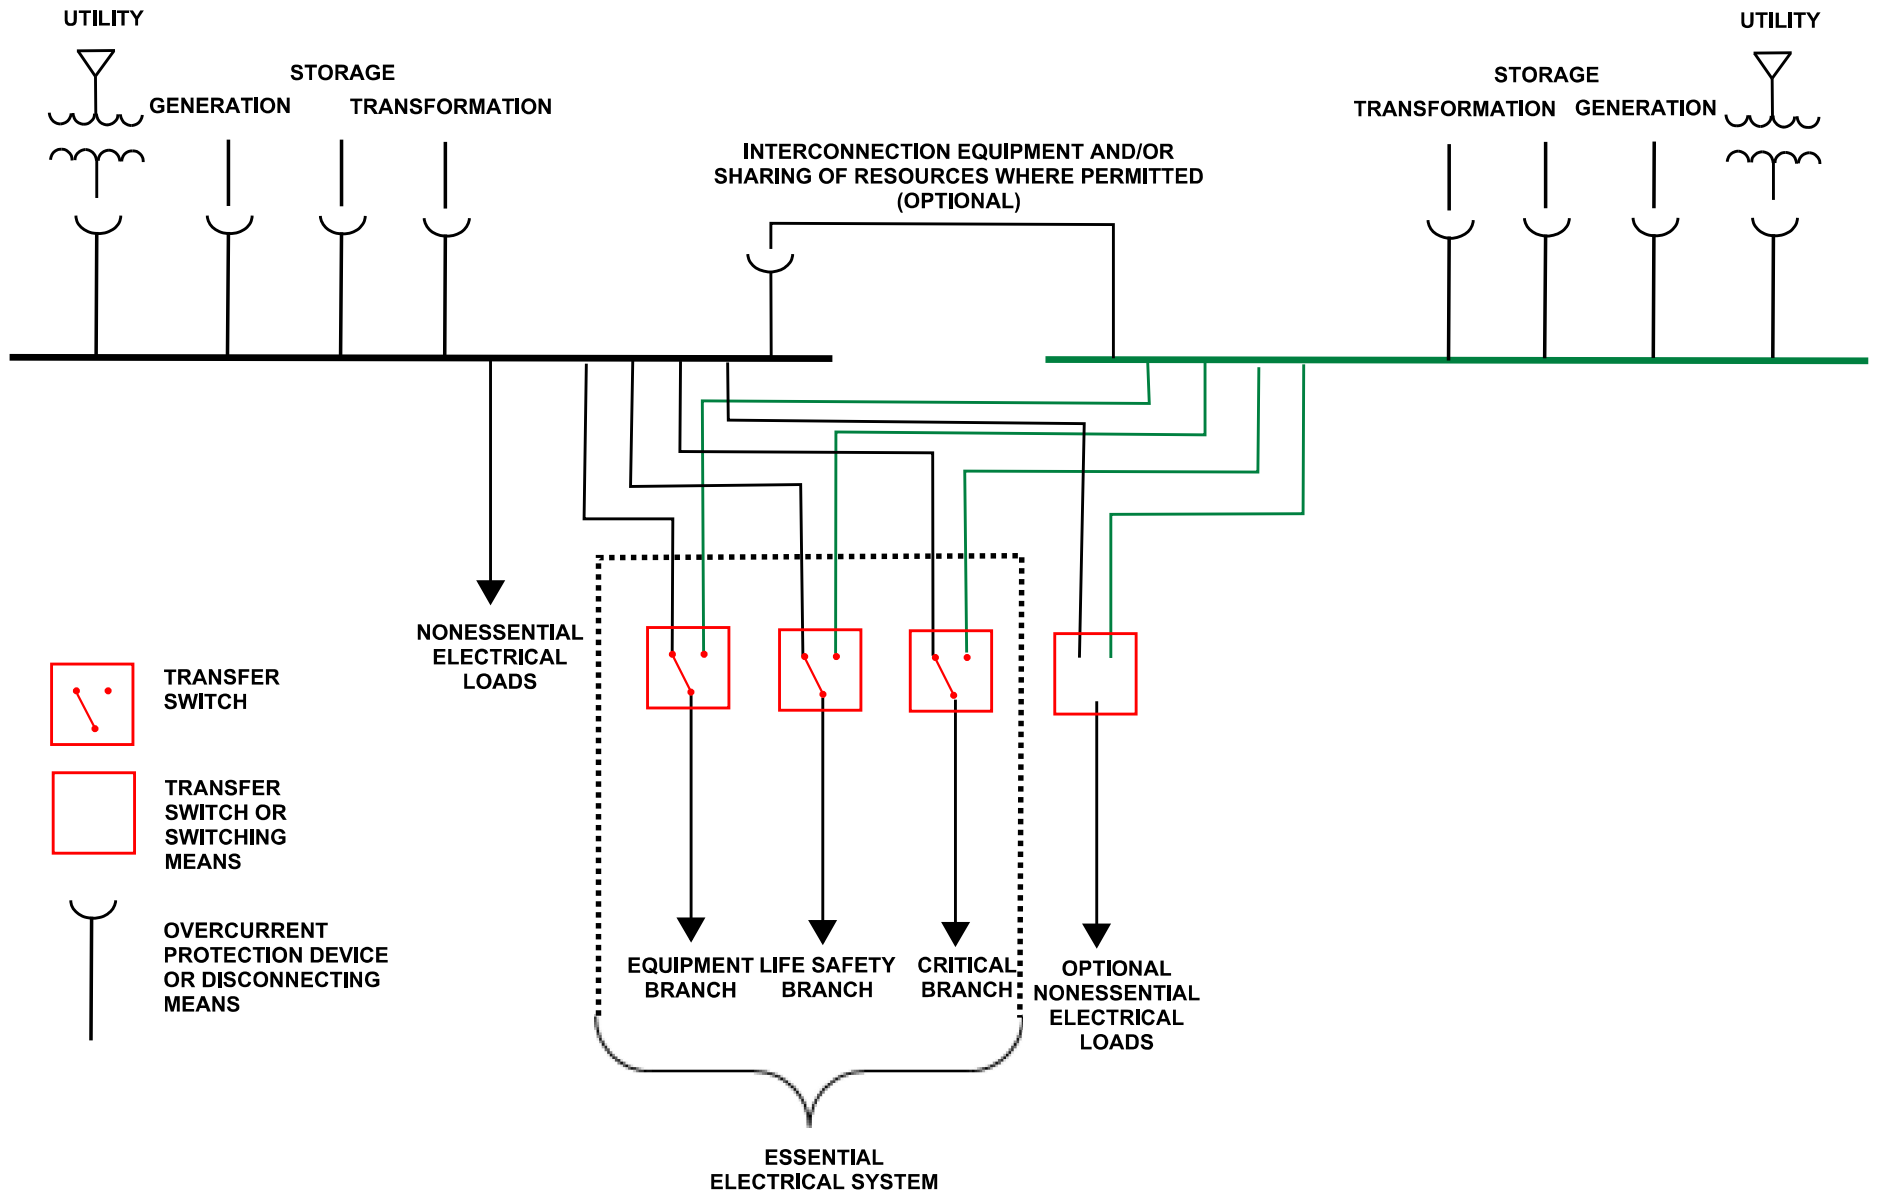 UTILITY
GENERATION
STORAGE
TRANSFORMATION
INTERCONNECTION EQUIPMENT AND/OR
SHARING OF RESOURCES WHERE PERMITTED
(OPTIONAL)
TRANSFORMATION
STORAGE
GENERATION
UTILITY
NONESSENTIAL
ELECTRICAL
LOADS
TRANSFER
SWITCH
TRANSFER
SWITCH OR
SWITCHING
MEANS
OVERCURRENT
PROTECTION DEVICE
OR DISCONNECTING
MEANS
EQUIPMENT
BRANCH
LIFE SAFETY
BRANCH
CRITICAL
BRANCH
OPTIONAL
NONESSENTIAL
ELECTRICAL
LOADS
ESSENTIAL
ELECTRICAL SYSTEM